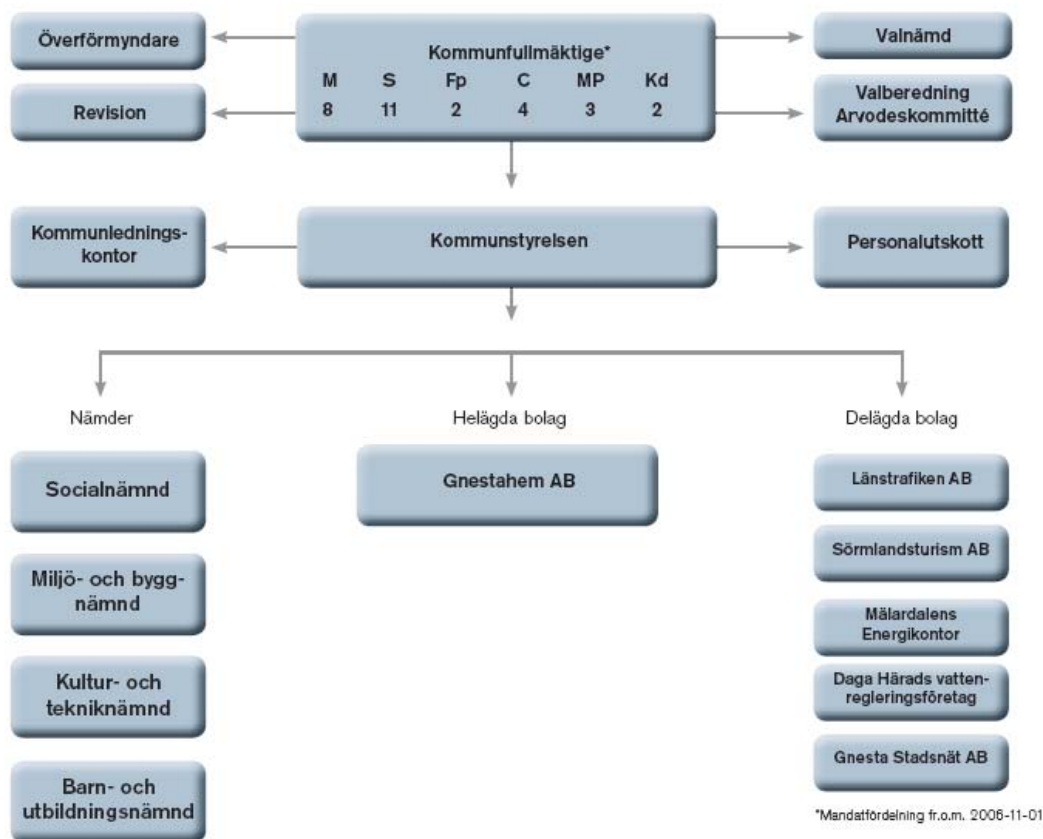 Överförmyndare
Kommunfullmäktige*
M S Fp C MP Kd
8 11 2 4 3 2
Valnämd
Revision
Valberedning
Arvodeskommitté
Kommunlednings-
kontor
Kommunstyrelsen
Personalutskott
Nämder
Helägda bolag
Delägda bolag
Socialnämnd
Miljö- och bygg-
nämnd
Kultur- och
tekniknämnd
Barn- och
utbildningsnämnd
Gnestahem AB
Länstrafiken AB
Sörmlandsturism AB
Mälardalens
Energikontor
Daga Härads vatten-
regleringsföretag
Gnesta Stadsnät AB
*Mandatfördelning fr.o.m. 2006-11-01